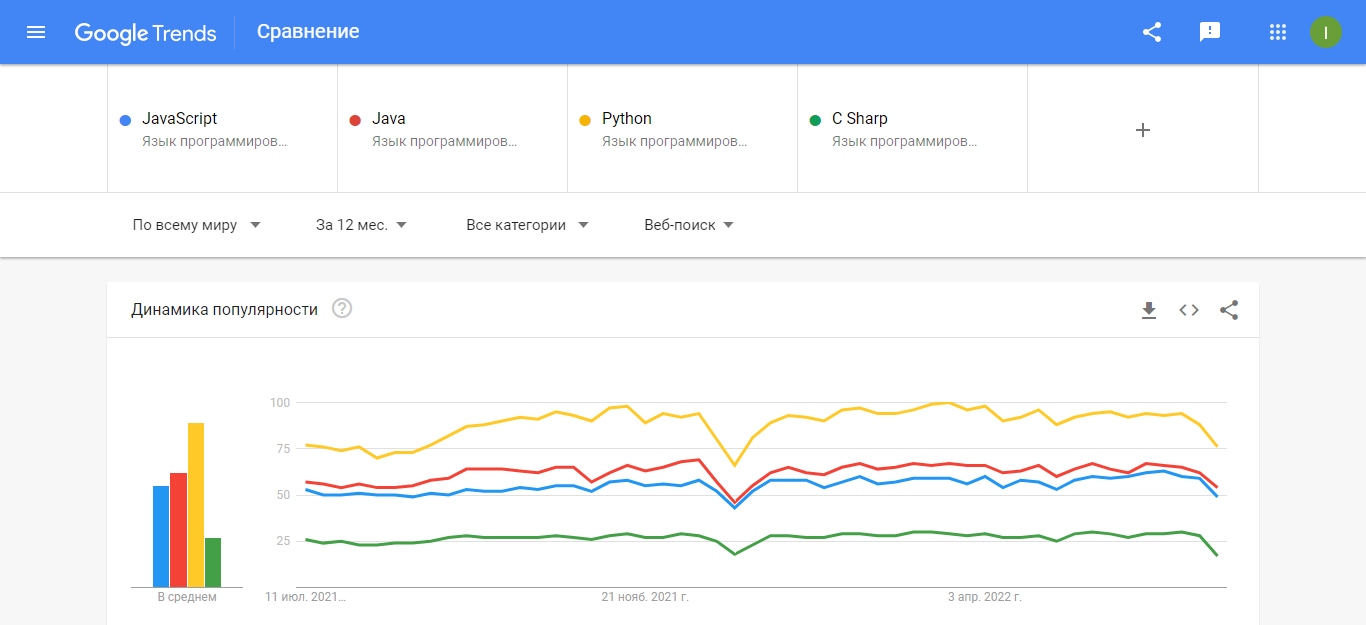 Google Trends Сравнение
I
JavaScript
Язык программиров...
Java
Язык программиров...
Python
Язык программиров...
C Sharp
Язык программиров...
+
По всему миру За 12 мес. Все категории Веб-поиск
Динамика популярности ?
100
75
50
25
В среднем
11 июл. 2021... 21 нояб. 2021 г. 3 апр. 2022 г.